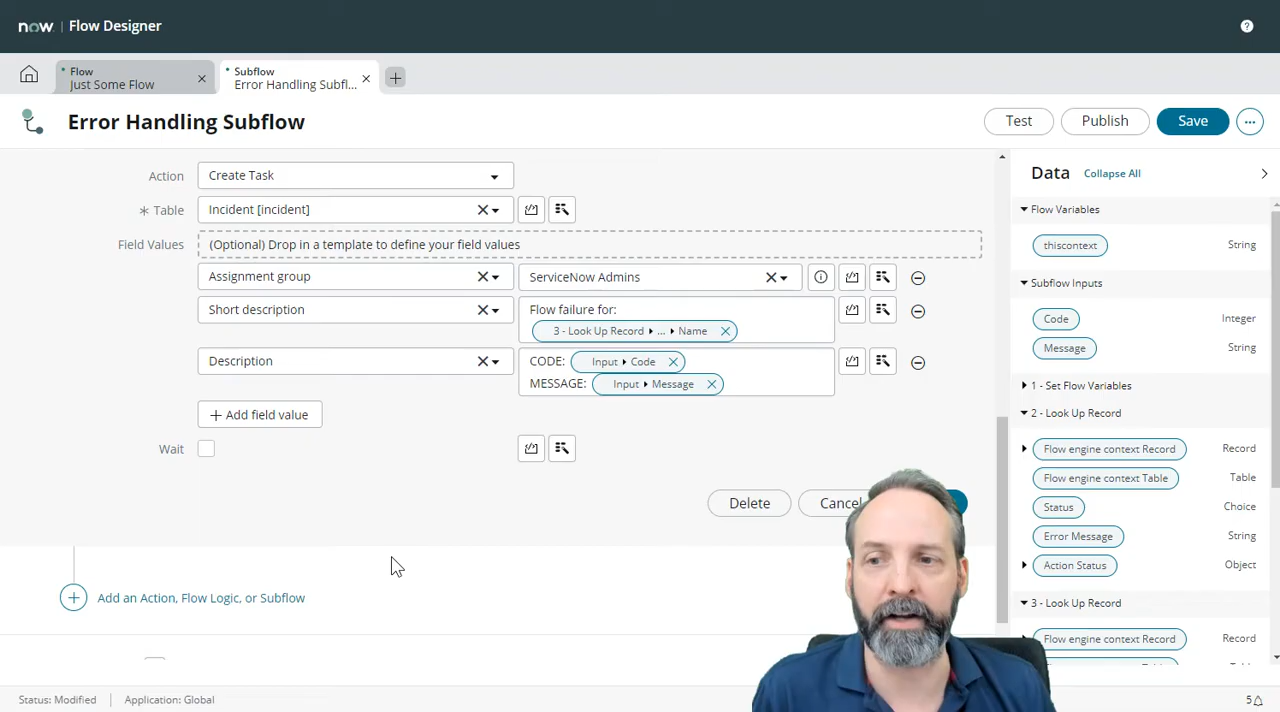 now. Flow Designer
Flow
Just Some Flow
Subflow
Error Handling Subfl...
Error Handling Subflow
Test
Publish
Save
Action
Create Task
* Table
Incident [incident]
Field Values
(Optional) Drop in a template to define your field values
Assignment group
ServiceNow Admins
Short description
Flow failure for:
3 - Look Up Record ▸ ... ▸ Name
Description
CODE: Input ▸ Code
MESSAGE: Input ▸ Message
+ Add field value
Wait
Delete
Cancel
Add an Action, Flow Logic, or Subflow
Data Collapse All
Flow Variables
thiscontext String
Subflow Inputs
Code Integer
Message String
1 - Set Flow Variables
2 - Look Up Record
Flow engine context Record Record
Flow engine context Table Table
Status Choice
Error Message String
Action Status Object
3 - Look Up Record
Flow engine context Record Record
Status: Modified
Application: Global
5